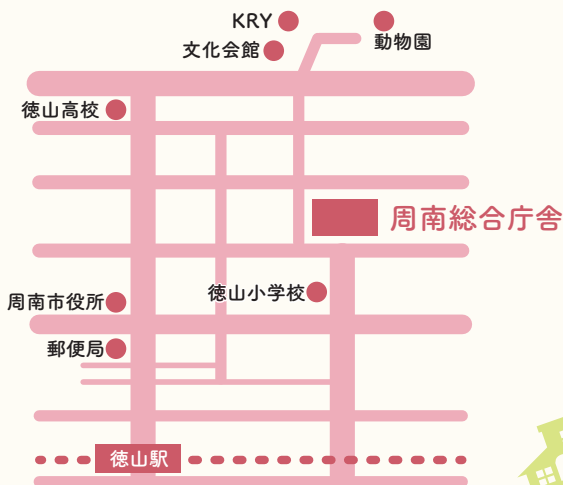 KRY
動物園
文化会館
徳山高校
周南総合庁舎
徳山小学校
周南市役所
郵便局
徳山駅